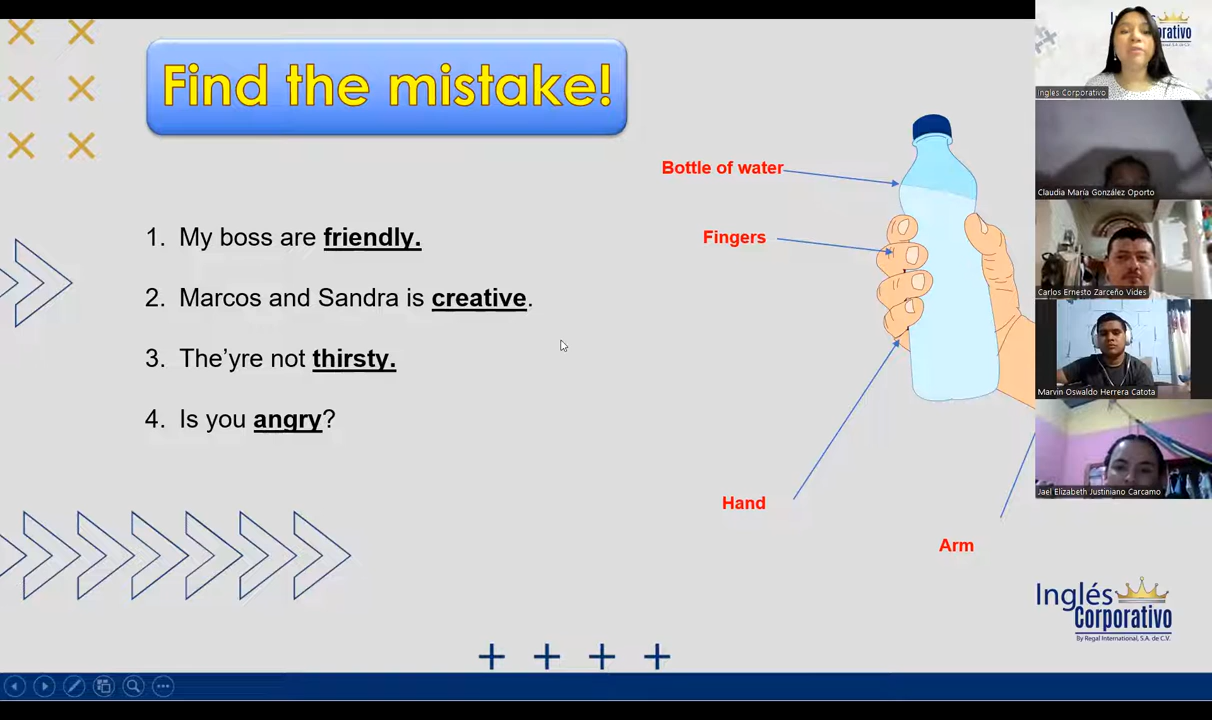 Find the mistake!
1. My boss are friendly.
2. Marcos and Sandra is creative.
3. The'yre not thirsty.
4. Is you angry?
Bottle of water
Fingers
Hand
Arm
Inglés Corporativo
Claudia María González Oporto
Carlos Ernesto Zarceño Vides
Marvin Oswaldo Herrera Catota
Jael Elizabeth Justiniano Carcamo
Inglés
Corporativo
By Regal International, S.A. de C.V.